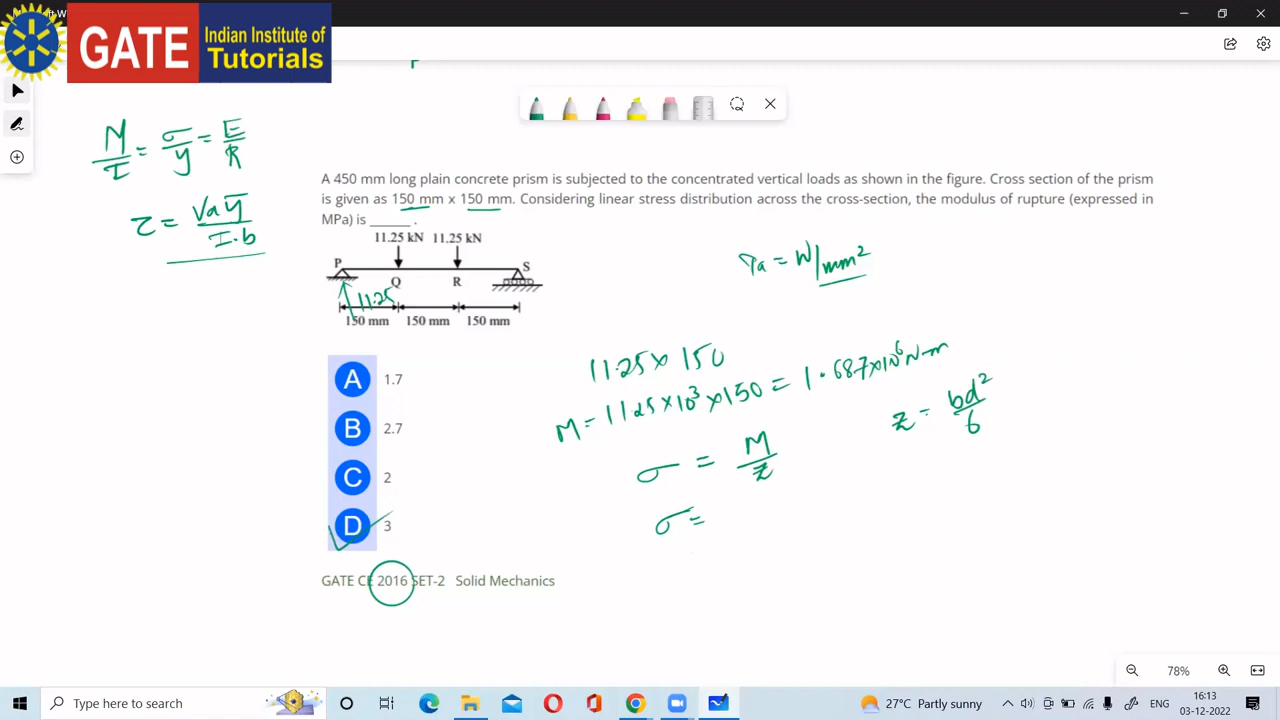 GATE
Indian Institute of
Tutorials
M/I = σ/y = E/R
τ = Vaȳ/I·b
A 450 mm long plain concrete prism is subjected to the concentrated vertical loads as shown in the figure. Cross section of the prism
is given as 150 mm x 150 mm. Considering linear stress distribution across the cross-section, the modulus of rupture (expressed in
MPa) is ______ .
11.25 kN 11.25 kN
P S
Q R
11.25
150 mm 150 mm 150 mm
Pa = N/mm²
A 1.7
B 2.7
C 2
D 3
11.25 x 150
M = 11.25 x 10³ x 150 = 1.687 x 10⁶ N-m
z = bd²/6
σ = M/z
σ =
GATE CE 2016 SET-2 Solid Mechanics
78%
Type here to search
27°C Partly sunny
16:13
03-12-2022